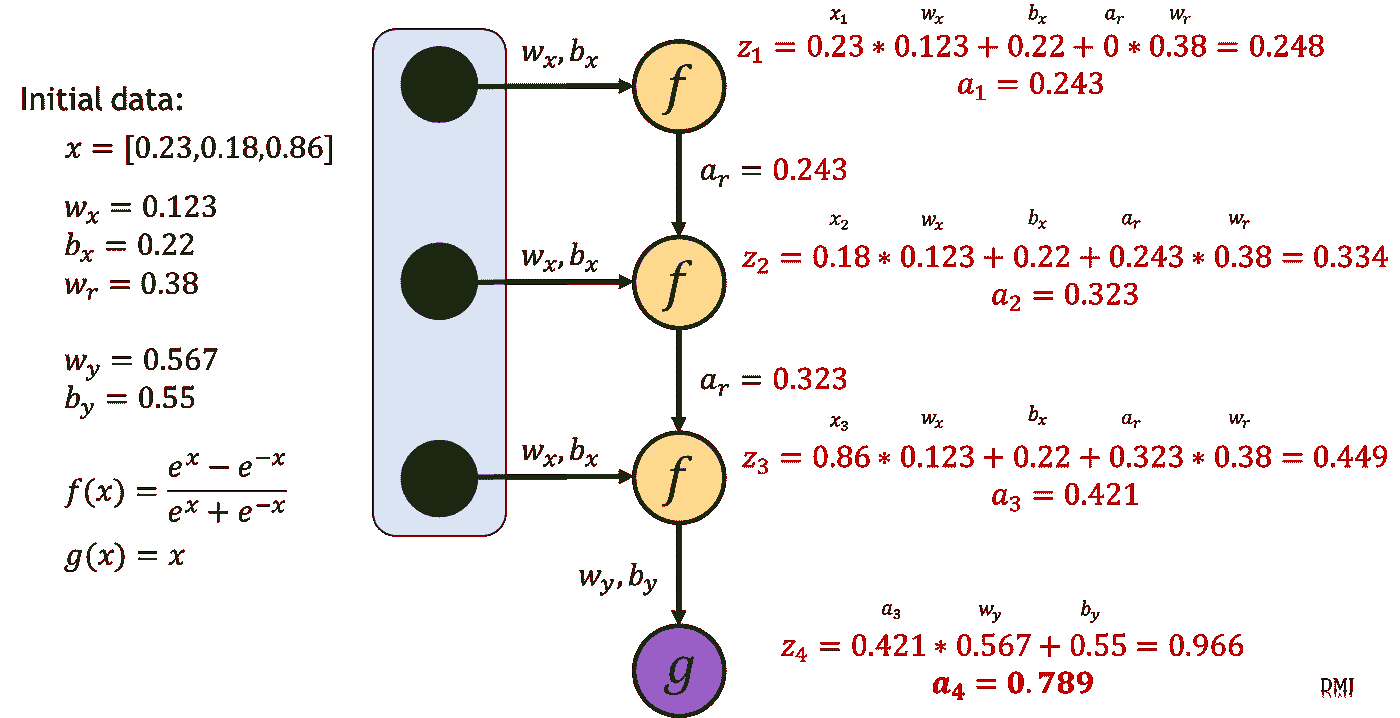 Initial data:
x = [0.23,0.18,0.86]
w_x = 0.123
b_x = 0.22
w_r = 0.38
w_y = 0.567
b_y = 0.55
f(x) = (e^x − e^−x) / (e^x + e^−x)
g(x) = x
w_x, b_x
f
x_1 w_x b_x a_r w_r
z_1 = 0.23 * 0.123 + 0.22 + 0 * 0.38 = 0.248
a_1 = 0.243
a_r = 0.243
w_x, b_x
f
x_2 w_x b_x a_r w_r
z_2 = 0.18 * 0.123 + 0.22 + 0.243 * 0.38 = 0.334
a_2 = 0.323
a_r = 0.323
w_x, b_x
f
x_3 w_x b_x a_r w_r
z_3 = 0.86 * 0.123 + 0.22 + 0.323 * 0.38 = 0.449
a_3 = 0.421
w_y, b_y
g
a_3 w_y b_y
z_4 = 0.421 * 0.567 + 0.55 = 0.966
a_4 = 0.789
DMI